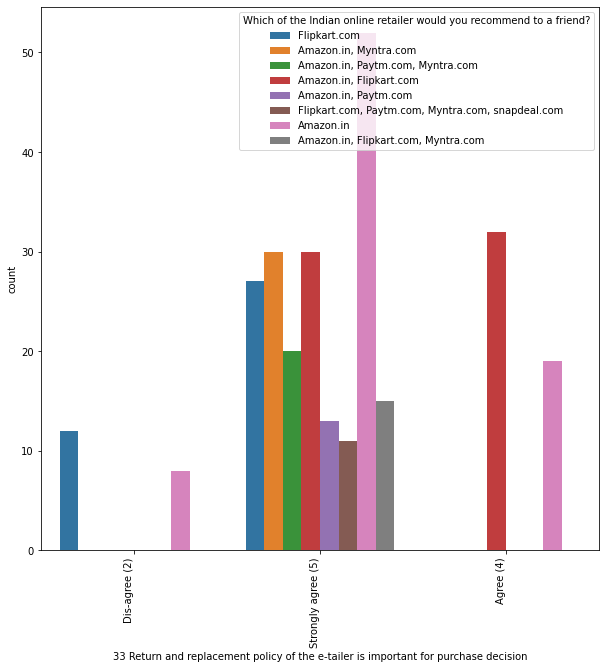 Which of the Indian online retailer would you recommend to a friend?
Flipkart.com
Amazon.in, Myntra.com
Amazon.in, Paytm.com, Myntra.com
Amazon.in, Flipkart.com
Amazon.in, Paytm.com
Flipkart.com, Paytm.com, Myntra.com, snapdeal.com
Amazon.in
Amazon.in, Flipkart.com, Myntra.com
50
40
30
20
10
0
count
Dis-agree (2)
Strongly agree (5)
Agree (4)
33 Return and replacement policy of the e-tailer is important for purchase decision